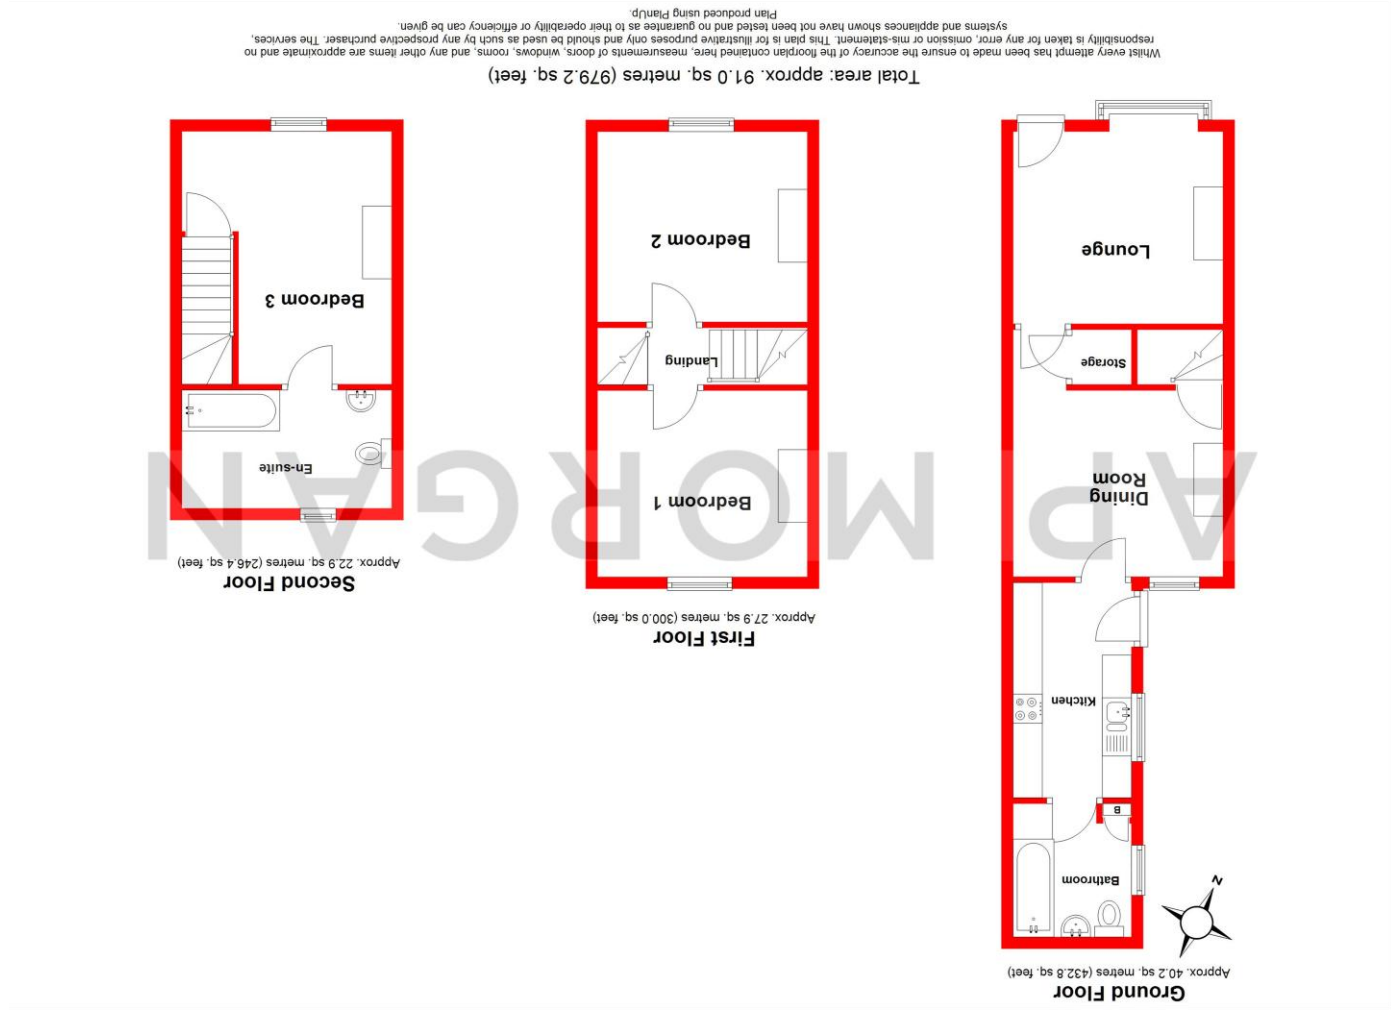 Ground Floor
Approx. 40.2 sq. metres (432.8 sq. feet)
N
Bathroom
B
Kitchen
Dining
Room
Storage
Lounge
First Floor
Approx. 27.9 sq. metres (300.0 sq. feet)
Bedroom 1
Landing
Bedroom 2
Second Floor
Approx. 22.9 sq. metres (246.4 sq. feet)
En-suite
Bedroom 3
AP MORGAN
Total area: approx. 91.0 sq. metres (979.2 sq. feet)
Whilst every attempt has been made to ensure the accuracy of the floorplan contained here, measurements of doors, windows, rooms, and any other items are approximate and no
responsibility is taken for any error, omission or mis-statement. This plan is for illustrative purposes only and should be used as such by any prospective purchaser. The services,
systems and appliances shown have not been tested and no guarantee as to their operability or efficiency can be given.
Plan produced using PlanUp.